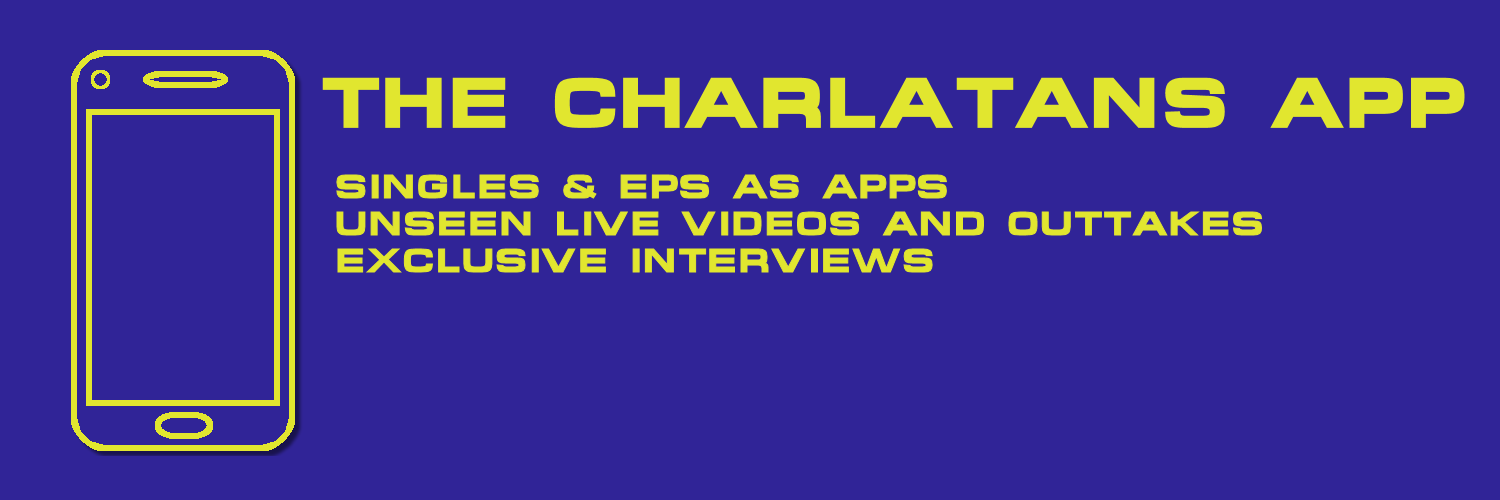 THE CHARLATANS APP
SINGLES & EPS AS APPS
UNSEEN LIVE VIDEOS AND OUTTAKES
EXCLUSIVE INTERVIEWS